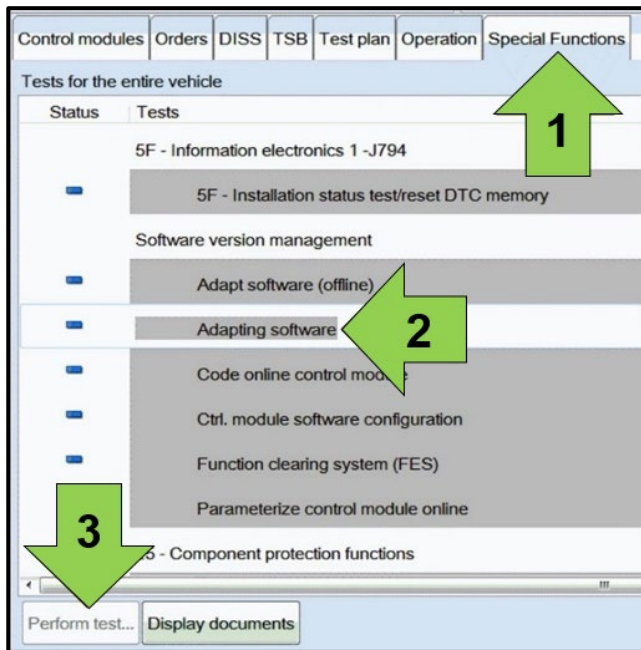 Control modules Orders DISS TSB Test plan Operation Special Functions
Tests for the entire vehicle
Status Tests
1
5F - Information electronics 1 -J794
5F - Installation status test/reset DTC memory
Software version management
Adapt software (offline)
Adapting software
2
Code online control module
Ctrl. module software configuration
Function clearing system (FES)
Parameterize control module online
3
5 - Component protection functions
Perform test... Display documents